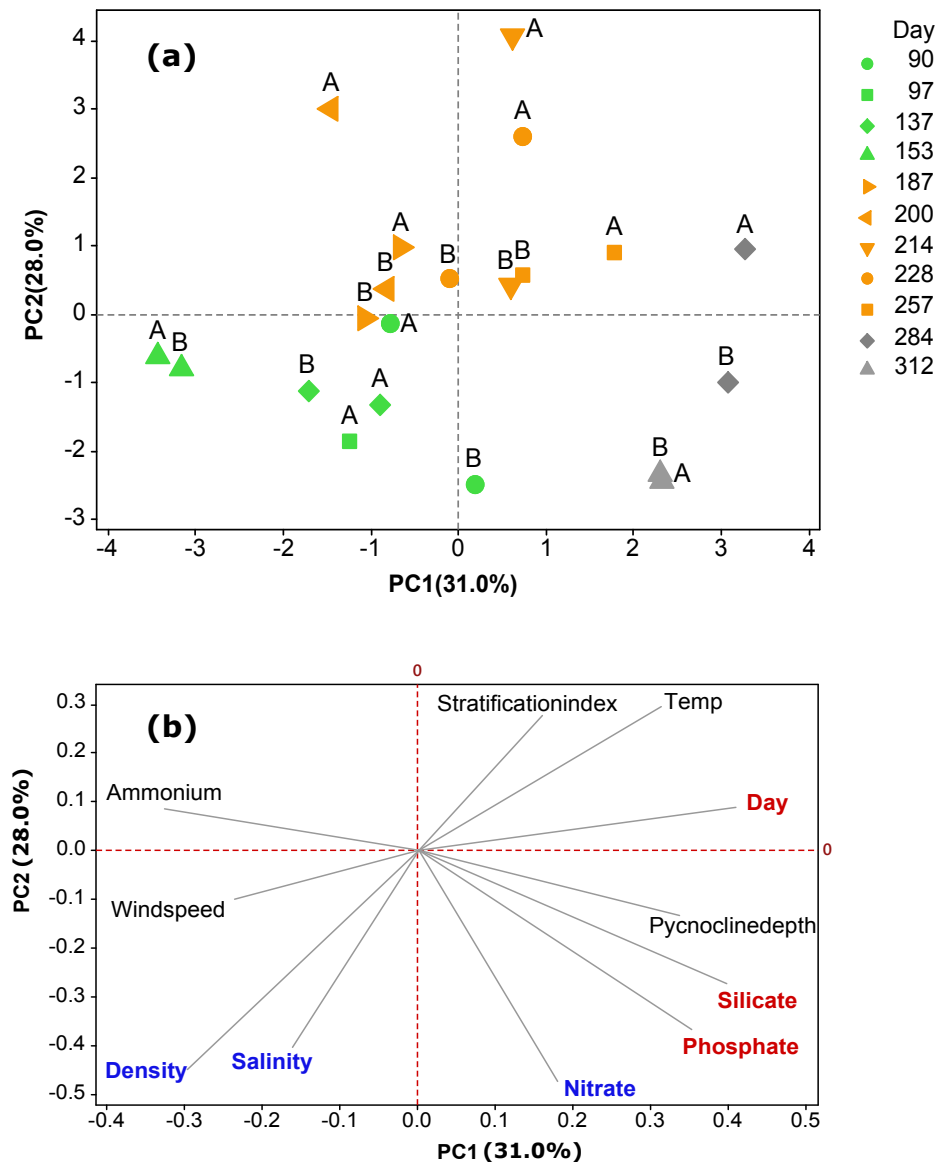 (a)
PC2(28.0%)
4
3
2
1
0
-1
-2
-3
A
A
A
A
A
A
B
B
B
B
B
A
A
B
B
A
A
B
B
B
A
-4
-3
-2
-1
0
1
2
3
4
PC1(31.0%)
Day
90
97
137
153
187
200
214
228
257
284
312
(b)
0
PC2 (28.0%)
0.3
0.2
0.1
0.0
-0.1
-0.2
-0.3
-0.4
-0.5
Stratificationindex
Temp
Ammonium
Day
0
Windspeed
Pycnoclinedepth
Silicate
Phosphate
Density
Salinity
Nitrate
-0.4
-0.3
-0.2
-0.1
0.0
0.1
0.2
0.3
0.4
0.5
PC1 (31.0%)